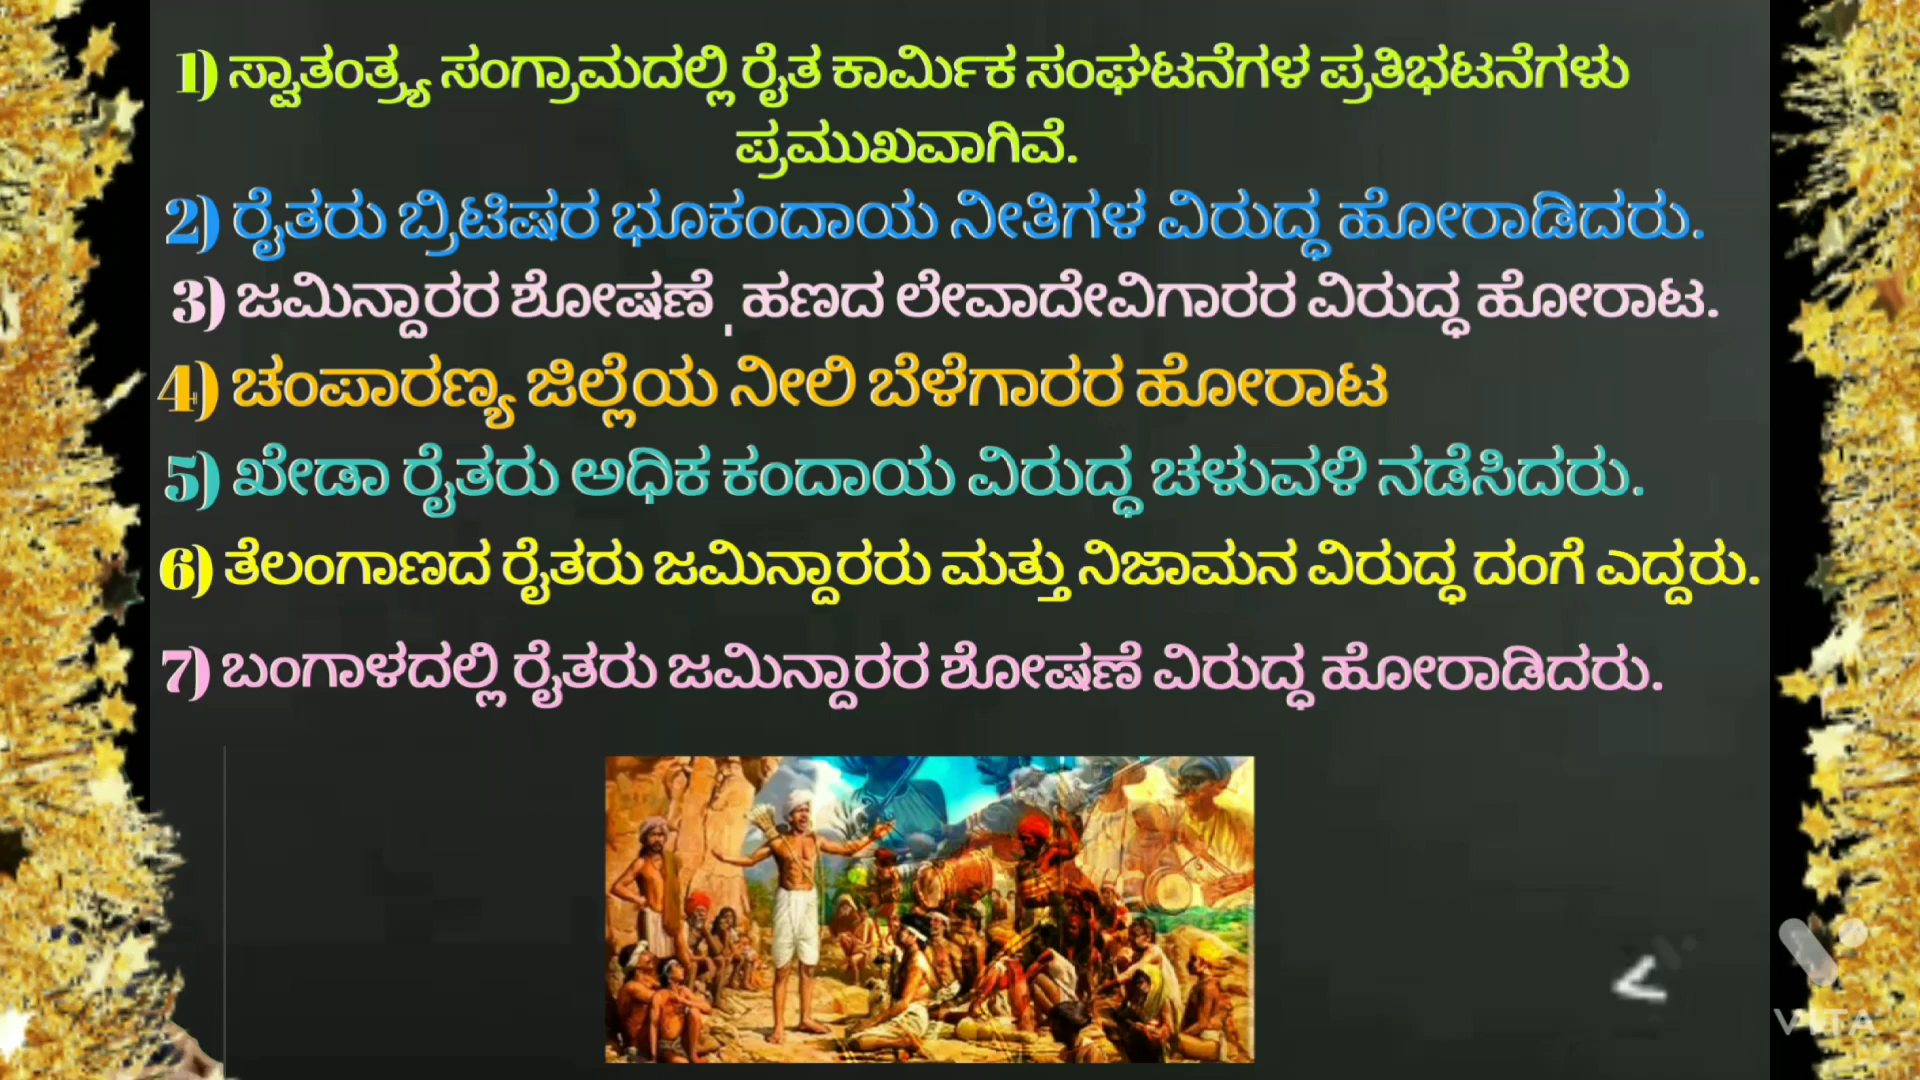 1) ಸ್ವಾತಂತ್ರ್ಯ ಸಂಗ್ರಾಮದಲ್ಲಿ ರೈತ ಕಾರ್ಮಿಕ ಸಂಘಟನೆಗಳ ಪ್ರತಿಭಟನೆಗಳು
ಪ್ರಮುಖವಾಗಿವೆ.
2) ರೈತರು ಬ್ರಿಟಿಷರ ಭೂಕಂದಾಯ ನೀತಿಗಳ ವಿರುದ್ಧ ಹೋರಾಡಿದರು.
3) ಜಮಿನ್ದಾರರ ಶೋಷಣೆ , ಹಣದ ಲೇವಾದೇವಿಗಾರರ ವಿರುದ್ಧ ಹೋರಾಟ.
4) ಚಂಪಾರಣ್ಯ ಜಿಲ್ಲೆಯ ನೀಲಿ ಬೆಳೆಗಾರರ ಹೋರಾಟ
5) ಖೇಡಾ ರೈತರು ಅಧಿಕ ಕಂದಾಯ ವಿರುದ್ಧ ಚಳುವಳಿ ನಡೆಸಿದರು.
6) ತೆಲಂಗಾಣದ ರೈತರು ಜಮಿನ್ದಾರರು ಮತ್ತು ನಿಜಾಮನ ವಿರುದ್ಧ ದಂಗೆ ಎದ್ದರು.
7) ಬಂಗಾಳದಲ್ಲಿ ರೈತರು ಜಮಿನ್ದಾರರ ಶೋಷಣೆ ವಿರುದ್ಧ ಹೋರಾಡಿದರು.
VITA